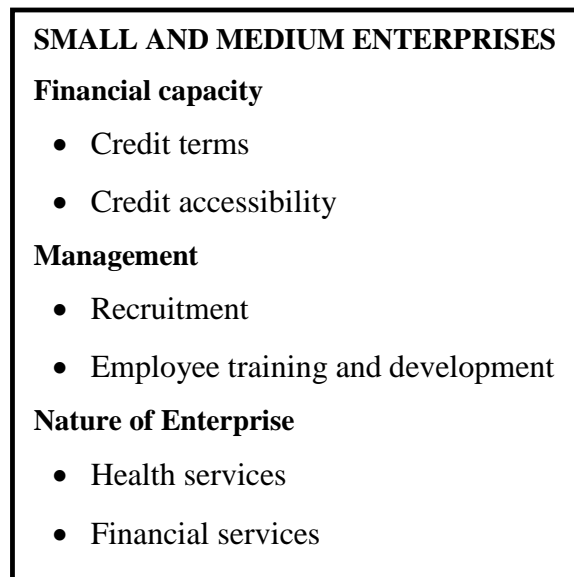 SMALL AND MEDIUM ENTERPRISES
Financial capacity
• Credit terms
• Credit accessibility
Management
• Recruitment
• Employee training and development
Nature of Enterprise
• Health services
• Financial services